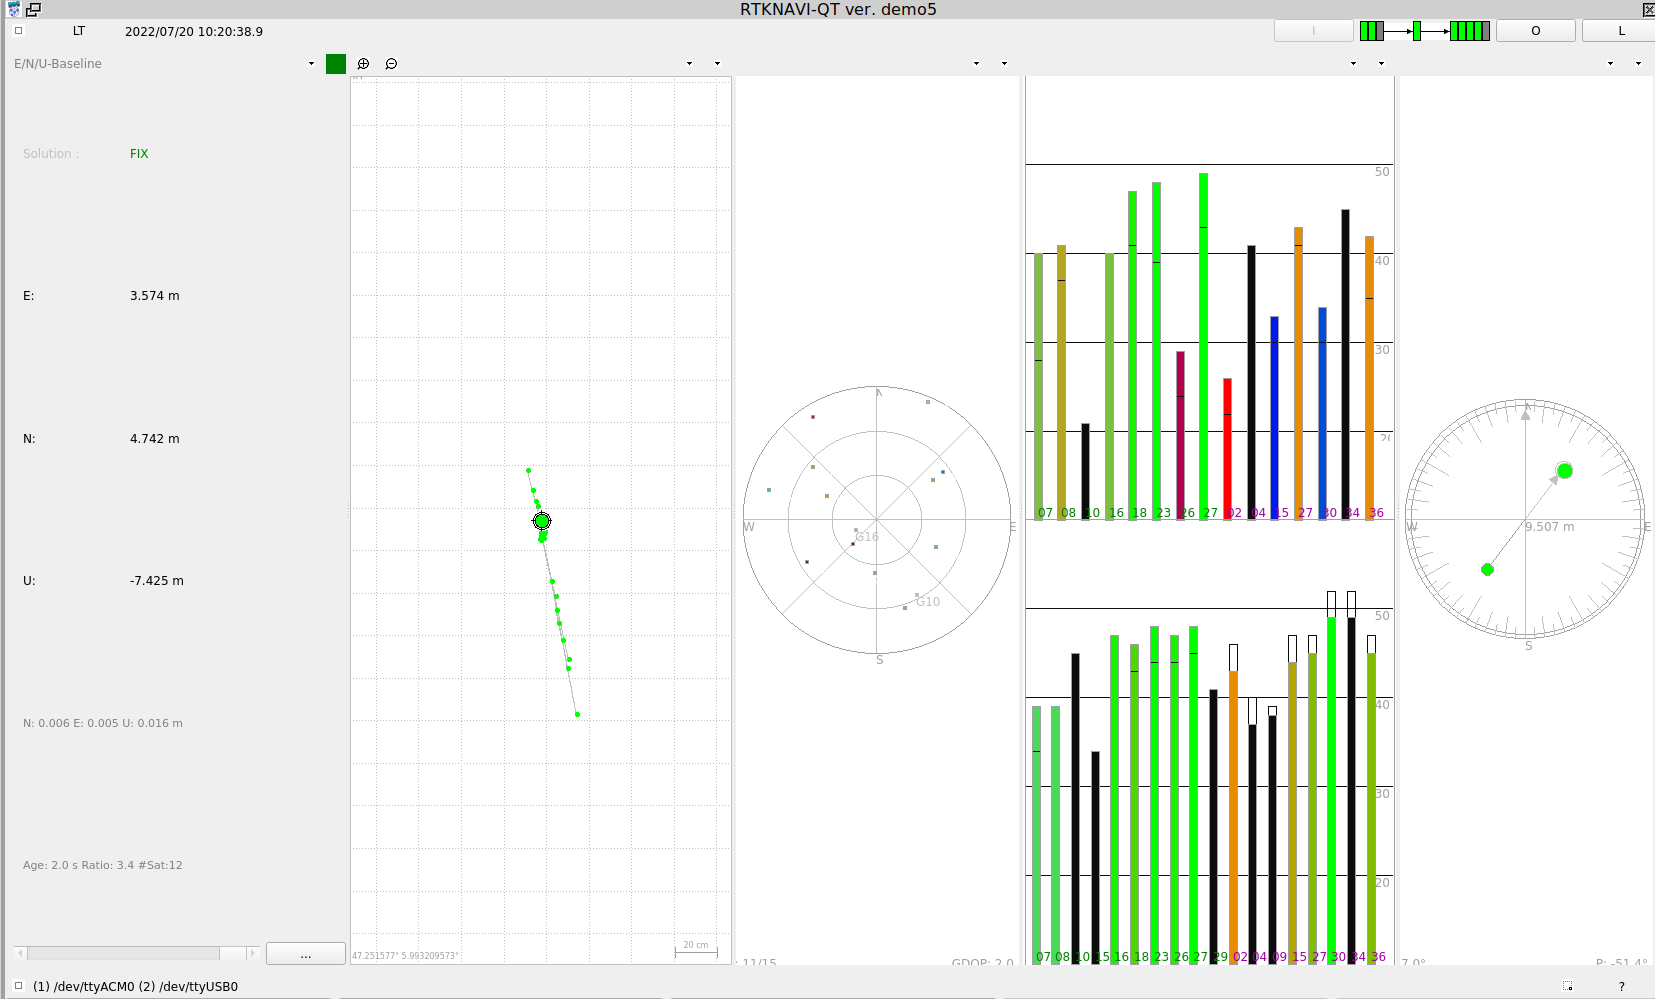 RTKNAVI-QT ver. demo5
LT 2022/07/20 10:20:38.9 I O L
E/N/U-Baseline
Solution : FIX
E: 3.574 m
N: 4.742 m
U: -7.425 m
N: 0.006 E: 0.005 U: 0.016 m
Age: 2.0 s Ratio: 3.4 #Sat:12
...
20 cm
47.251577° 5.993209573°
N
W
E
S
G16
G10
: 11/15 GDOP: 2.0
50
40
30
20
07 08 10 16 18 23 26 27 02 04 15 27 30 34 36
50
40
30
20
07 08 10 15 16 18 23 26 27 29 02 04 09 15 27 30 34 36
N
W
E
S
9.507 m
7.0° P: -51.4°
(1) /dev/ttyACM0 (2) /dev/ttyUSB0 ?